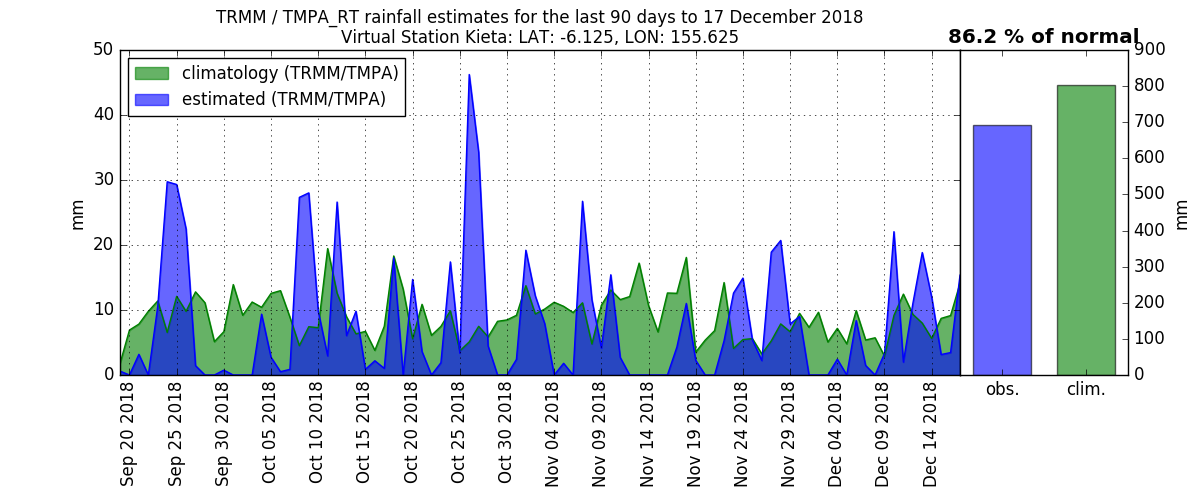 TRMM / TMPA_RT rainfall estimates for the last 90 days to 17 December 2018
Virtual Station Kieta: LAT: -6.125, LON: 155.625
86.2 % of normal
climatology (TRMM/TMPA)
estimated (TRMM/TMPA)
50
40
30
20
10
0
mm
Sep 20 2018
Sep 25 2018
Sep 30 2018
Oct 05 2018
Oct 10 2018
Oct 15 2018
Oct 20 2018
Oct 25 2018
Oct 30 2018
Nov 04 2018
Nov 09 2018
Nov 14 2018
Nov 19 2018
Nov 24 2018
Nov 29 2018
Dec 04 2018
Dec 09 2018
Dec 14 2018
obs.
clim.
900
800
700
600
500
400
300
200
100
0
mm